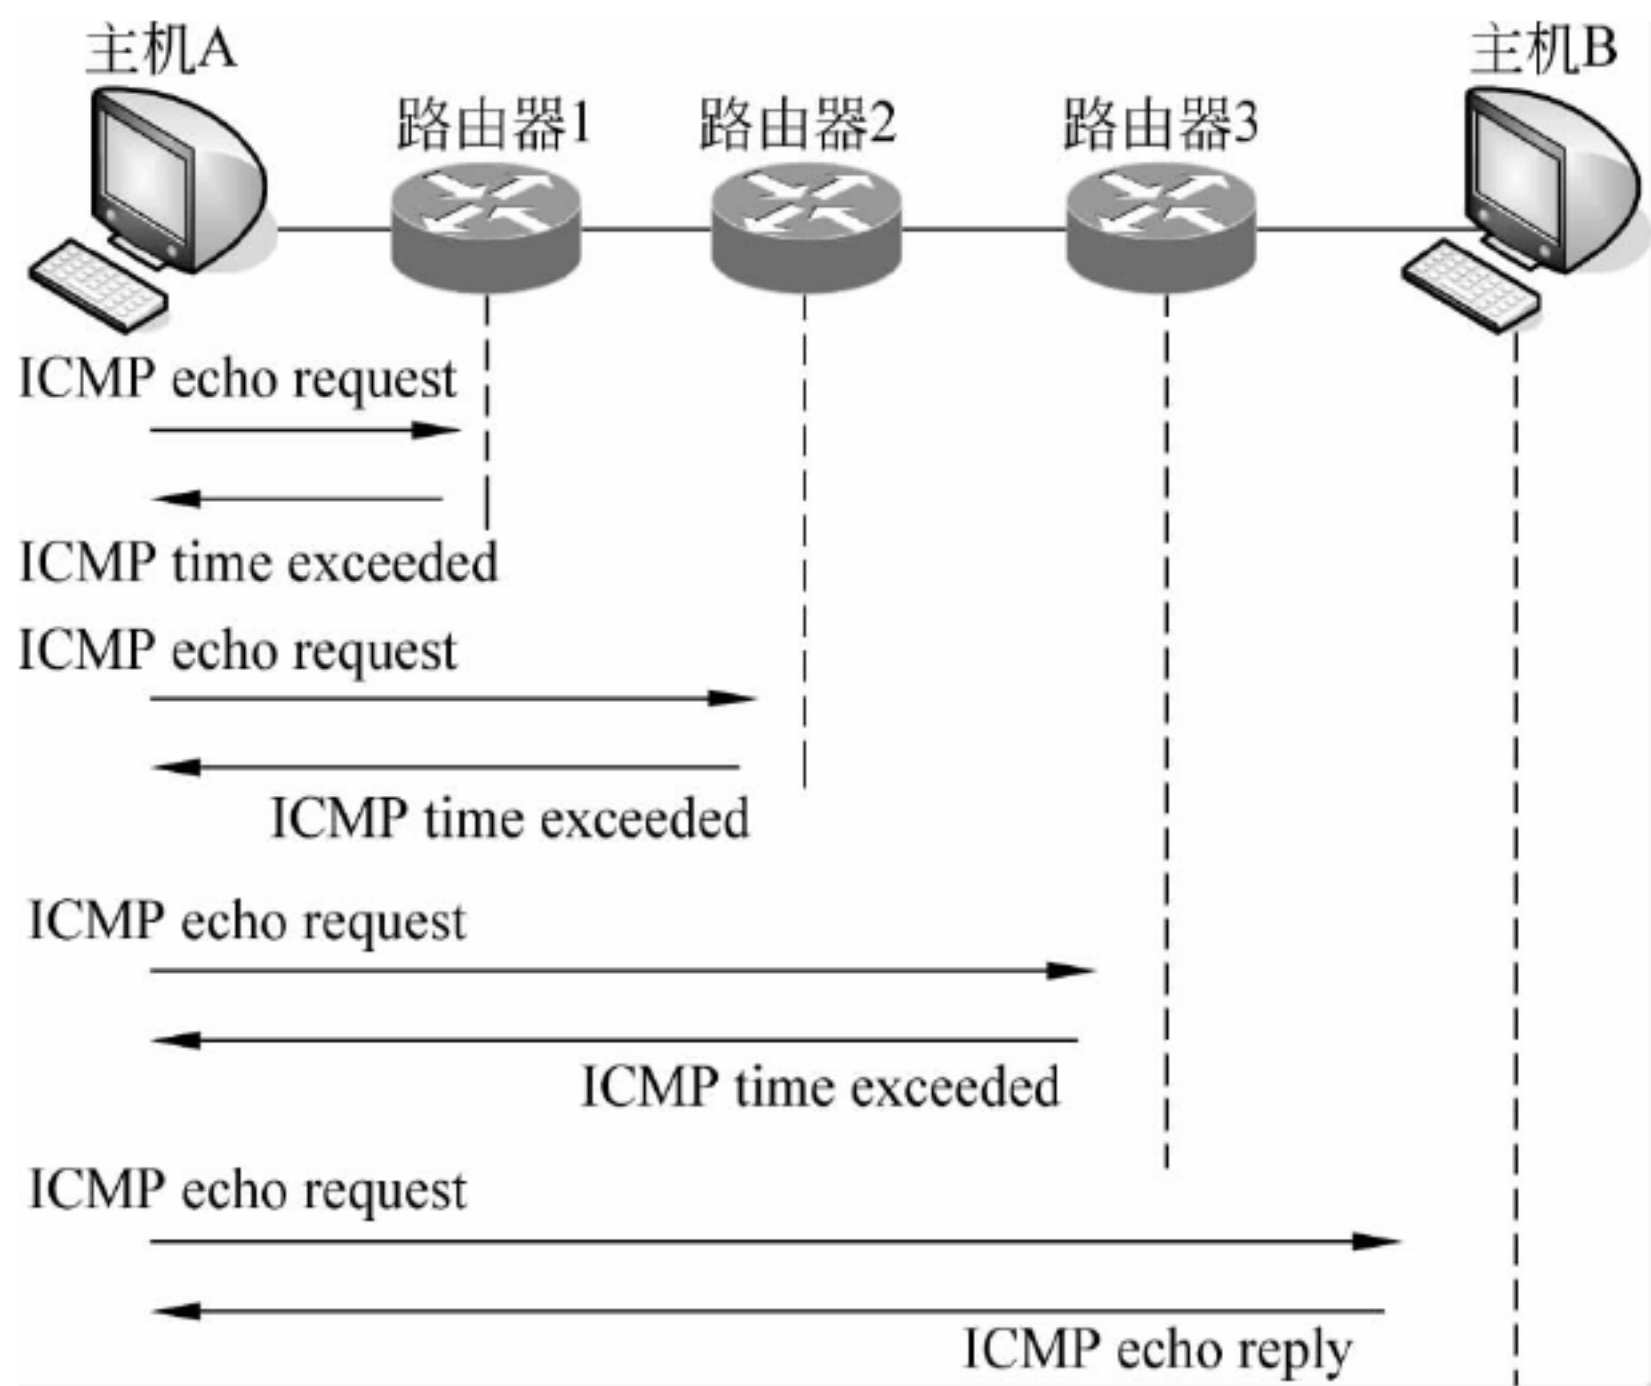 主机A
主机B
路由器1
路由器2
路由器3
ICMP echo request
ICMP time exceeded
ICMP echo request
ICMP time exceeded
ICMP echo request
ICMP time exceeded
ICMP echo request
ICMP echo reply